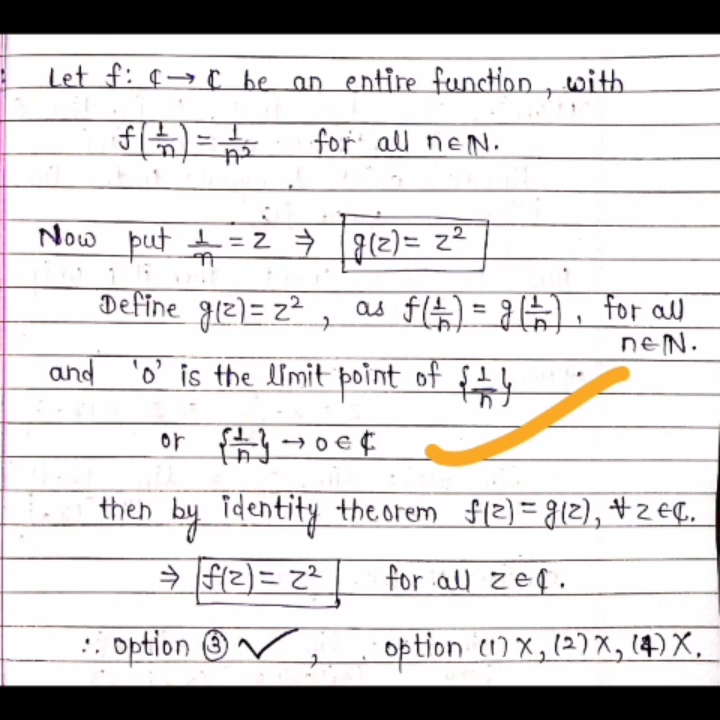 Let f: ¢→ ¢ be an entire function, with
f(1/n) = 1/n² for all n∈ℕ.
Now put 1/n = z ⇒ g(z) = z²
Define g(z) = z², as f(1/n) = g(1/n), for all
n∈ℕ.
and 'o' is the limit point of {1/n}
or {1/n} → 0 ∈ ¢
then by identity theorem f(z) = g(z), ∀ z ∈ ¢.
⇒ f(z) = z² for all z ∈ ¢.
∴ option ③ ✓, option (1) X, (2) X, (4) X.